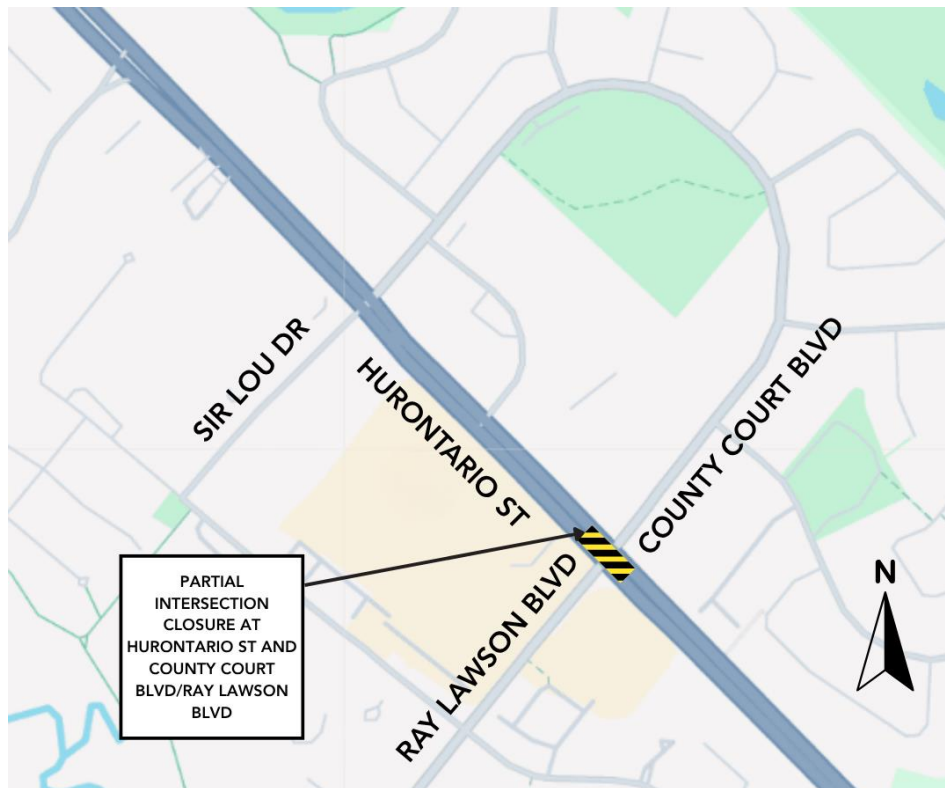 SIR LOU DR
HURONTARIO ST
COUNTY COURT BLVD
RAY LAWSON BLVD
PARTIAL
INTERSECTION
CLOSURE AT
HURONTARIO ST AND
COUNTY COURT
BLVD/RAY LAWSON
BLVD
N